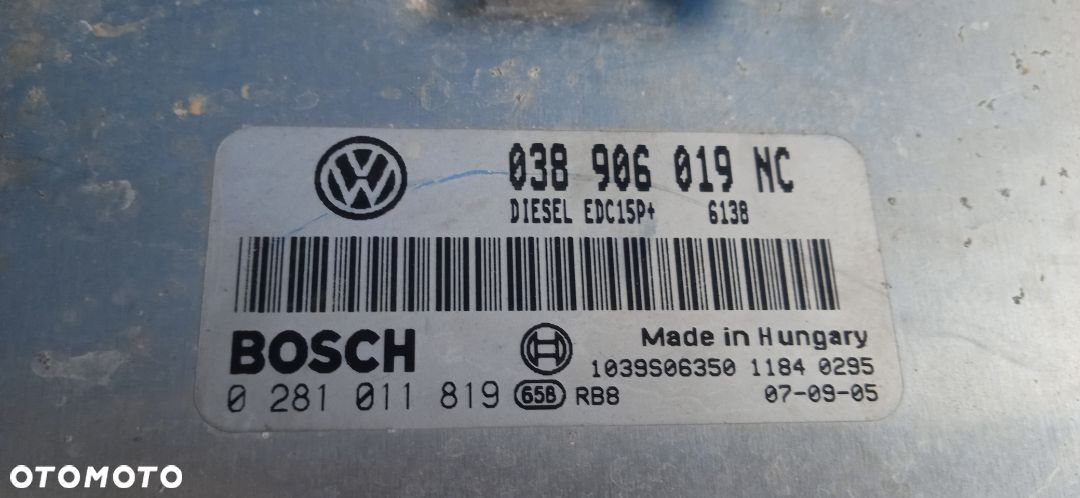 038 906 019 NC
DIESEL EDC15P+ 6138
BOSCH
Made in Hungary
1039S06350 1184 0295
0 281 011 819 65B RB8 07-09-05
OTOMOTO